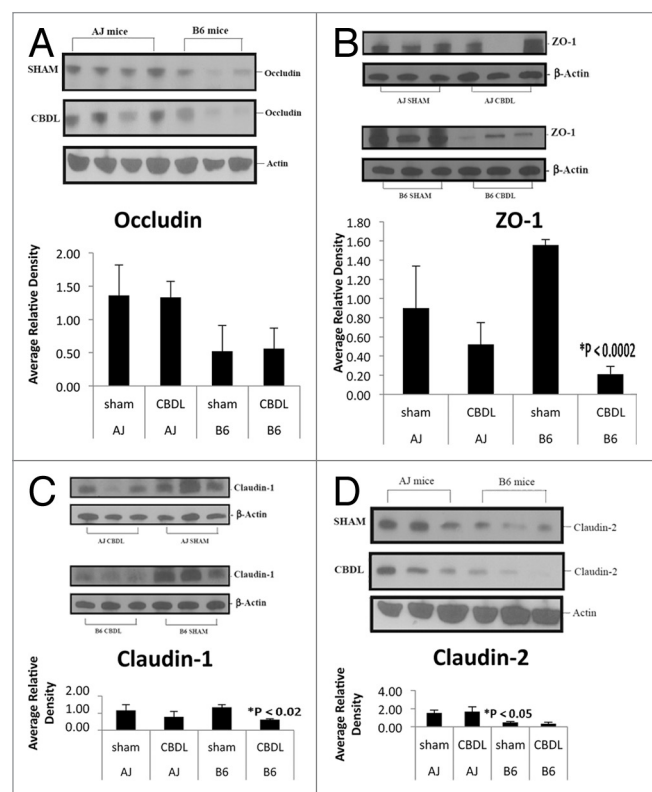 A
AJ mice B6 mice
SHAM
Occludin
CBDL
Occludin
Actin
Occludin
Average Relative Density
2.00
1.50
1.00
0.50
0.00
sham CBDL sham CBDL
AJ AJ B6 B6
B
ZO-1
β-Actin
AJ SHAM AJ CBDL
ZO-1
β-Actin
B6 SHAM B6 CBDL
ZO-1
Average Relative Density
1.80
1.60
1.40
1.20
1.00
0.80
0.60
0.40
0.20
0.00
*P < 0.0002
sham CBDL sham CBDL
AJ AJ B6 B6
C
Claudin-1
β-Actin
AJ CBDL AJ SHAM
Claudin-1
β-Actin
B6 CBDL B6 SHAM
Claudin-1
Average Relative
Density
2.00
1.00
0.00
*P < 0.02
sham CBDL sham CBDL
AJ AJ B6 B6
D
AJ mice B6 mice
SHAM
Claudin-2
CBDL
Claudin-2
Actin
Claudin-2
Average Relative
Density
4.00
2.00
0.00
*P < 0.05
sham CBDL sham CBDL
AJ AJ B6 B6